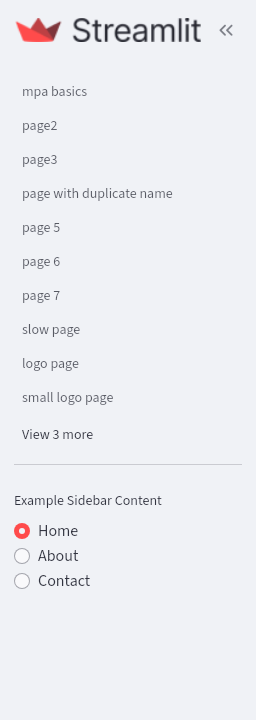 Streamlit
mpa basics
page2
page3
page with duplicate name
page 5
page 6
page 7
slow page
logo page
small logo page
View 3 more
Example Sidebar Content
Home
About
Contact